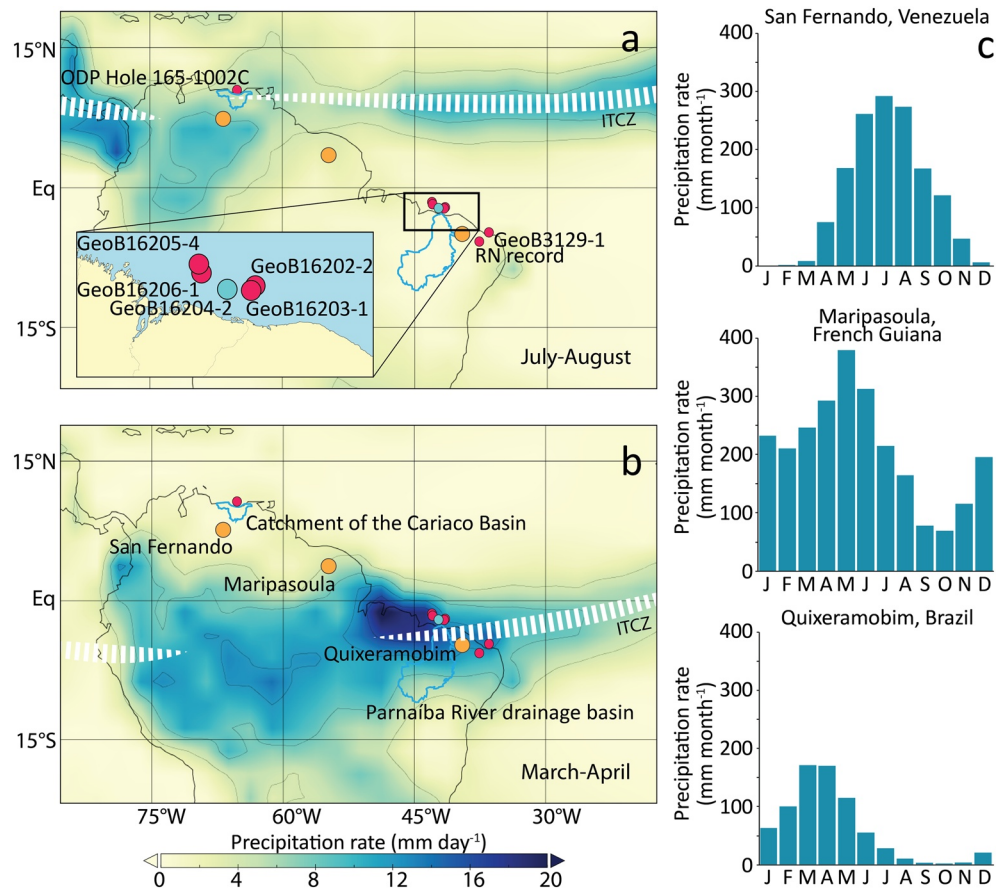 a
15°N
ODP Hole 165-1002C
ITCZ
Eq
GeoB16205-4
GeoB16202-2
GeoB16206-1
GeoB16204-2
GeoB16203-1
GeoB3129-1
RN record
15°S
July-August
b
15°N
Catchment of the Cariaco Basin
San Fernando
Maripasoula
Eq
ITCZ
Quixeramobim
Parnaíba River drainage basin
15°S
March-April
75°W 60°W 45°W 30°W
Precipitation rate (mm day-1)
0 4 8 12 16 20
San Fernando, Venezuela
c
400
300
200
100
0
Precipitation rate
(mm month-1)
J F M A M J J A S O N D
Maripasoula,
French Guiana
400
300
200
100
0
Precipitation rate
(mm month-1)
J F M A M J J A S O N D
Quixeramobim, Brazil
400
300
200
100
0
Precipitation rate
(mm month-1)
J F M A M J J A S O N D